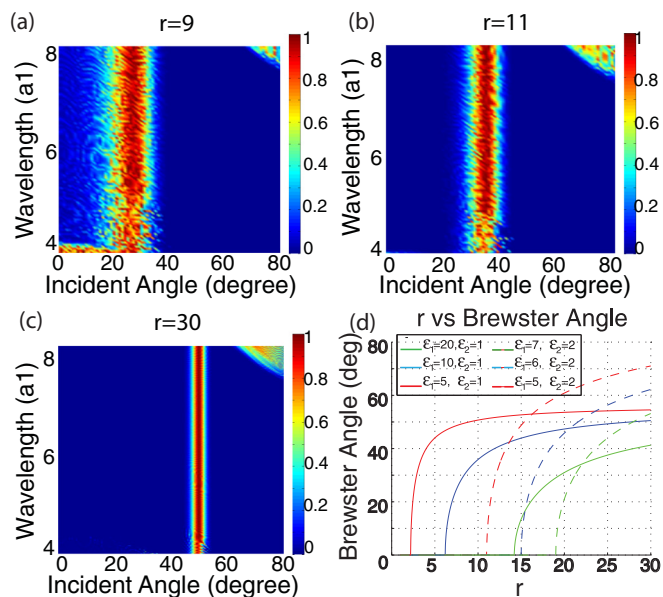 (a)
r=9
Wavelength (a1)
8
6
4
0 20 40 60 80
Incident Angle (degree)
1
0.8
0.6
0.4
0.2
0
(b)
r=11
Wavelength (a1)
8
6
4
0 20 40 60 80
Incident Angle (degree)
1
0.8
0.6
0.4
0.2
0
(c)
r=30
Wavelength (a1)
8
6
4
0 20 40 60 80
Incident Angle (degree)
1
0.8
0.6
0.4
0.2
0
(d)
r vs Brewster Angle
Brewster Angle (deg)
80
60
40
20
0
ε₁=20, ε₂=1 ε₁=7, ε₂=2
ε₁=10, ε₂=1 ε₁=6, ε₂=2
ε₁=5, ε₂=1 ε₁=5, ε₂=2
5 10 15 20 25 30
r